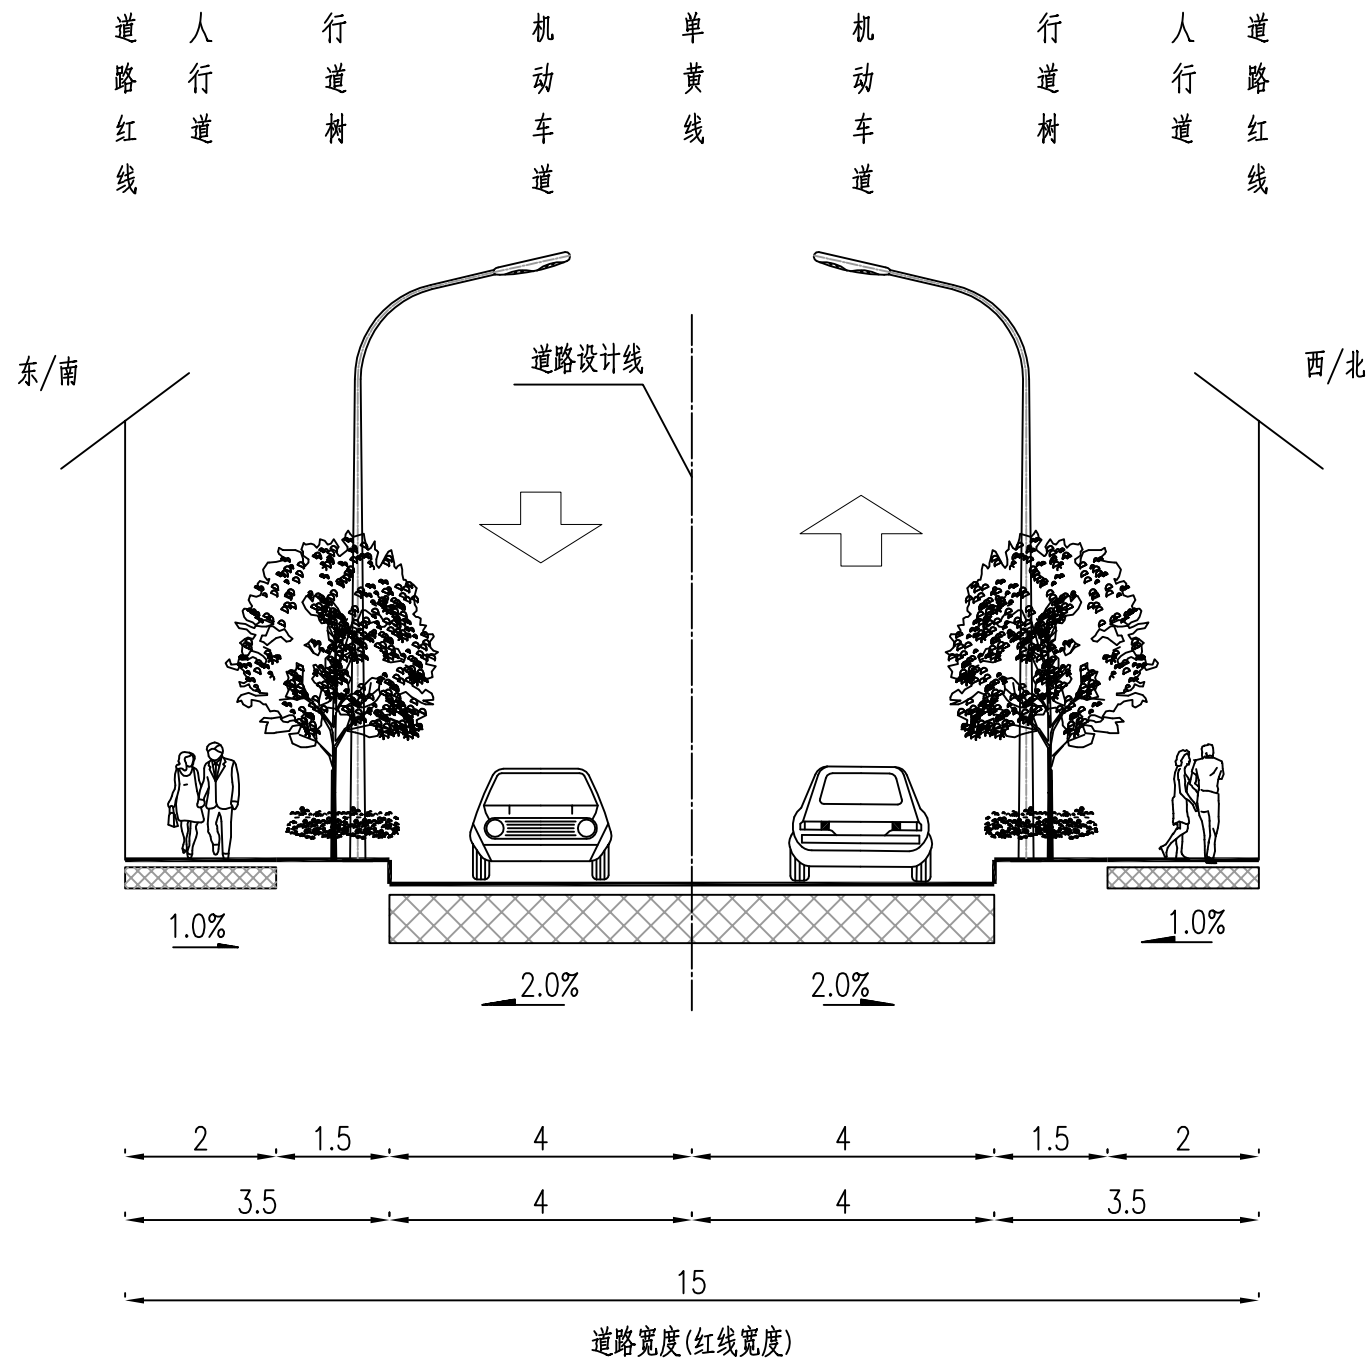 道路红线
人行道
行道树
机动车道
单黄线
机动车道
行道树
人行道
道路红线
道路设计线
东/南
西/北
1.0%
1.0%
2.0%
2.0%
2
1.5
4
4
1.5
2
3.5
4
4
3.5
15
道路宽度(红线宽度)